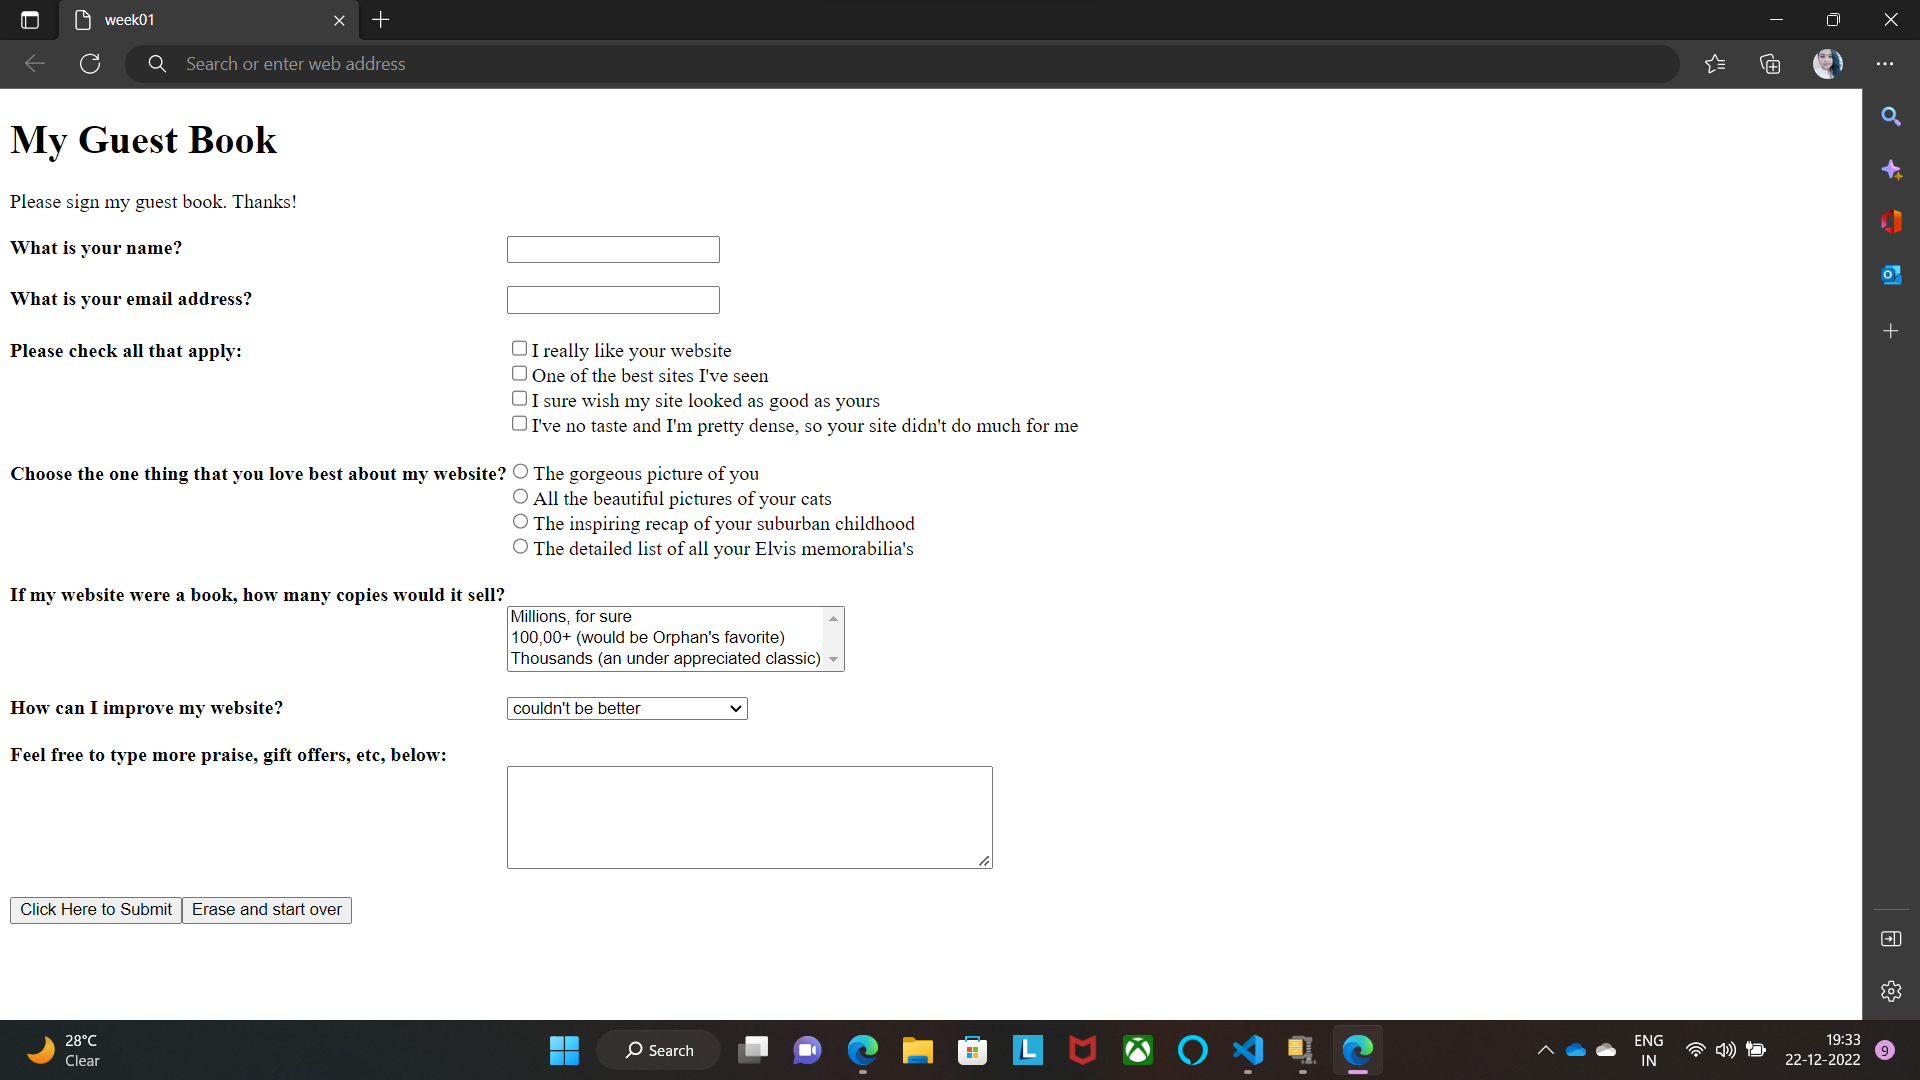 week01
Search or enter web address
My Guest Book
Please sign my guest book. Thanks!
What is your name?
What is your email address?
Please check all that apply:
I really like your website
One of the best sites I've seen
I sure wish my site looked as good as yours
I've no taste and I'm pretty dense, so your site didn't do much for me
Choose the one thing that you love best about my website?
The gorgeous picture of you
All the beautiful pictures of your cats
The inspiring recap of your suburban childhood
The detailed list of all your Elvis memorabilia's
If my website were a book, how many copies would it sell?
Millions, for sure
100,00+ (would be Orphan's favorite)
Thousands (an under appreciated classic)
How can I improve my website?
couldn't be better
Feel free to type more praise, gift offers, etc, below:
Click Here to Submit Erase and start over
28°C
Clear
Search
L
ENG
IN
19:33
22-12-2022
9